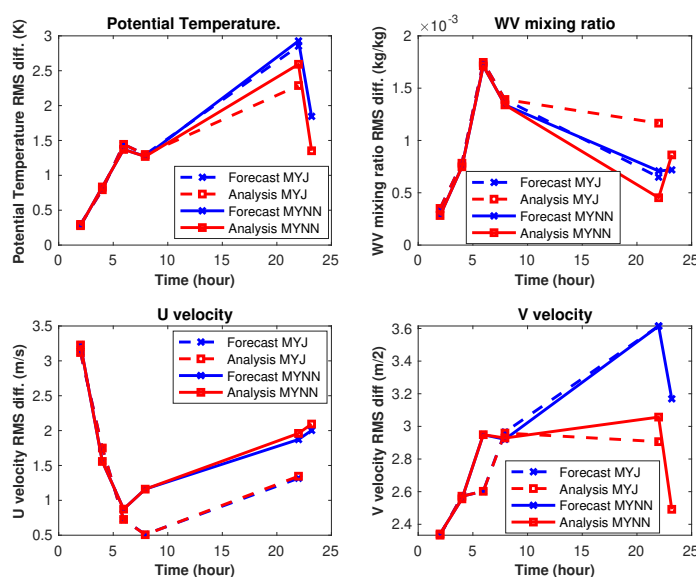 Potential Temperature.
Potential Temperature RMS diff. (K)
3
2.5
2
1.5
1
0.5
0
0 5 10 15 20 25
Time (hour)
Forecast MYJ
Analysis MYJ
Forecast MYNN
Analysis MYNN
WV mixing ratio
×10⁻³
WV mixing ratio RMS diff. (kg/kg)
2
1.5
1
0.5
0
0 5 10 15 20 25
Time (hour)
Forecast MYJ
Analysis MYJ
Forecast MYNN
Analysis MYNN
U velocity
U velocity RMS diff. (m/s)
3.5
3
2.5
2
1.5
1
0.5
0 5 10 15 20 25
Time (hour)
Forecast MYJ
Analysis MYJ
Forecast MYNN
Analysis MYNN
V velocity
V velocity RMS diff (m/2)
3.6
3.4
3.2
3
2.8
2.6
2.4
0 5 10 15 20 25
Time (hour)
Forecast MYJ
Analysis MYJ
Forecast MYNN
Analysis MYNN